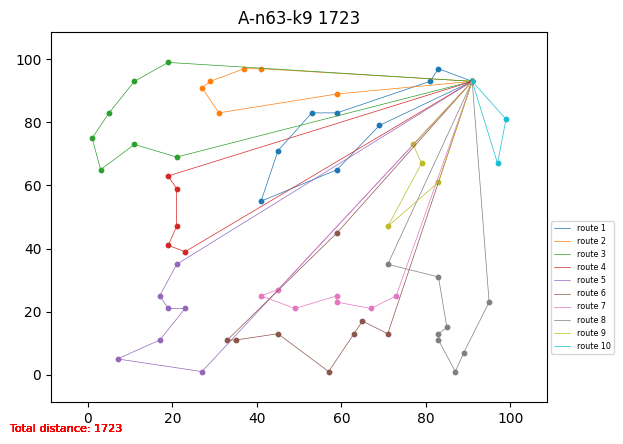 A-n63-k9 1723
100
80
60
40
20
0
0 20 40 60 80 100
route 1
route 2
route 3
route 4
route 5
route 6
route 7
route 8
route 9
route 10
Total distance: 1723